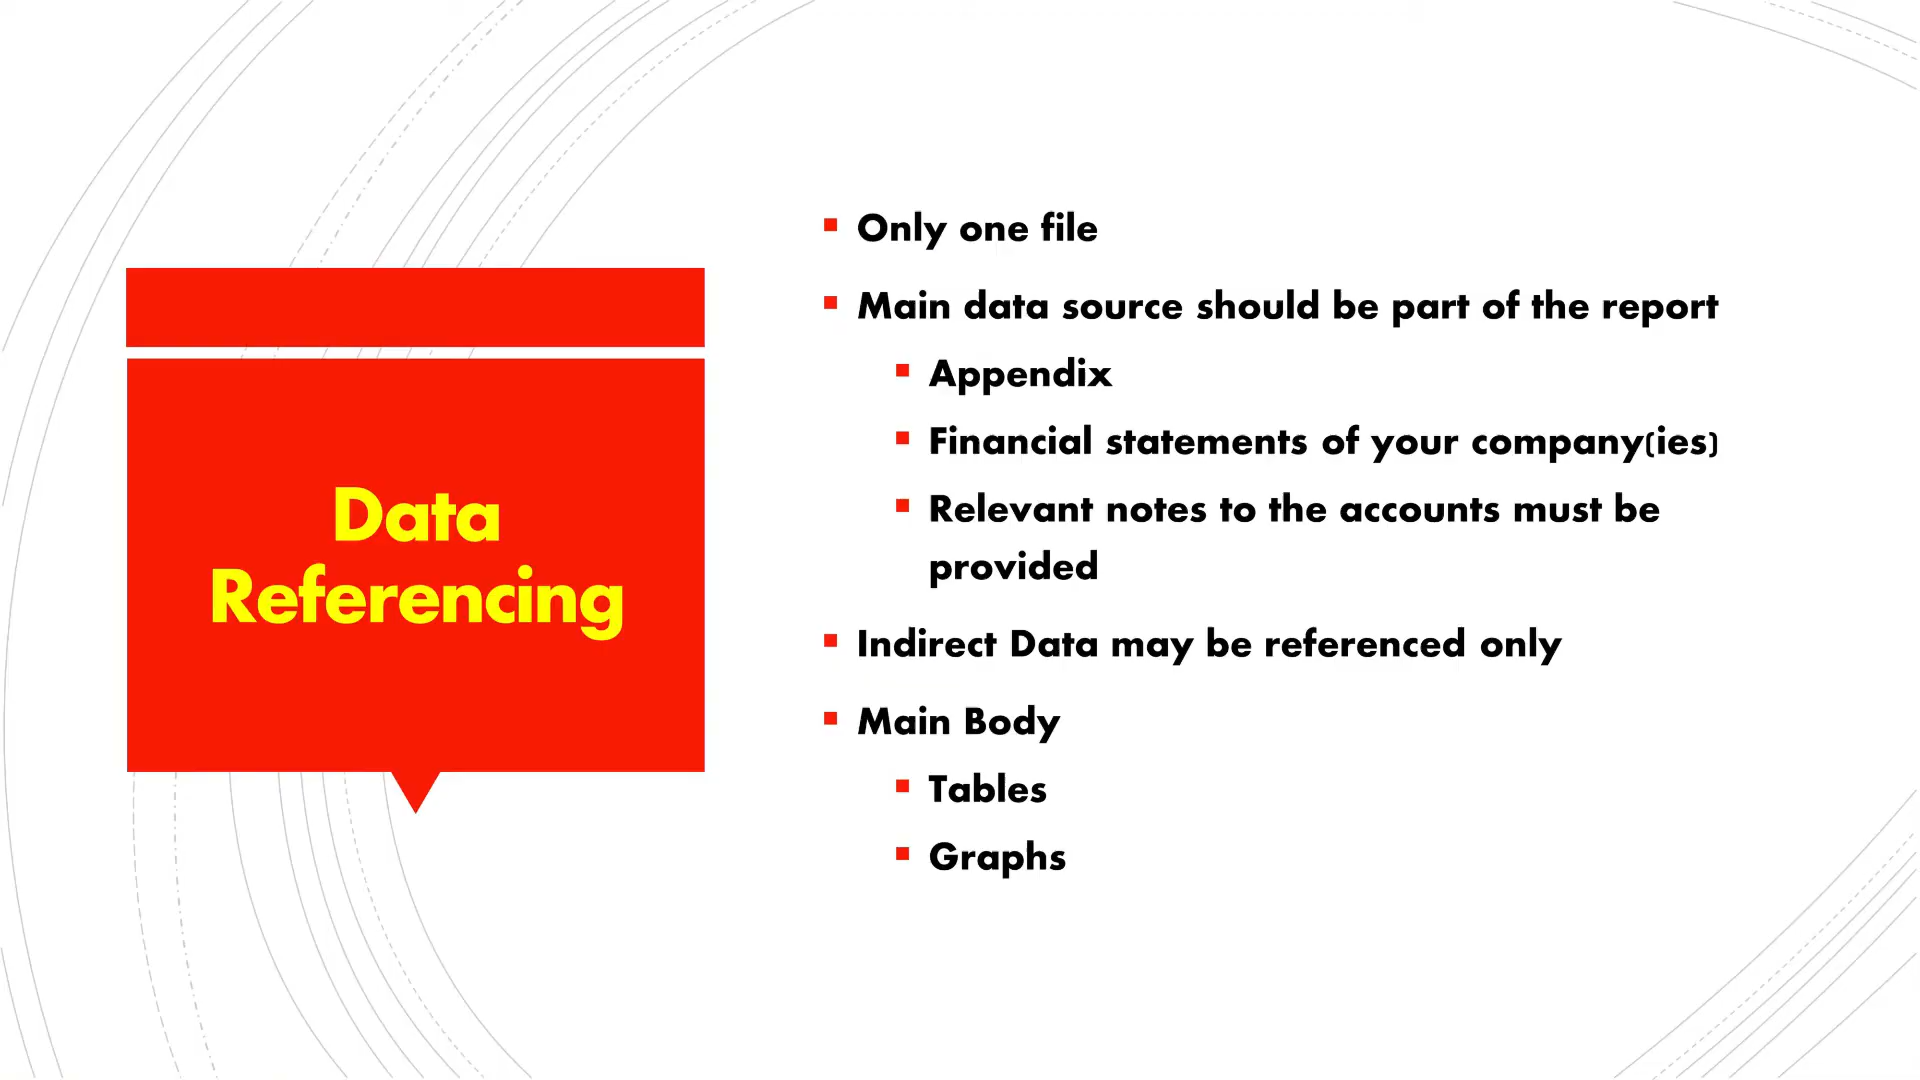 Data
Referencing
Only one file
Main data source should be part of the report
Appendix
Financial statements of your company(ies)
Relevant notes to the accounts must be
provided
Indirect Data may be referenced only
Main Body
Tables
Graphs